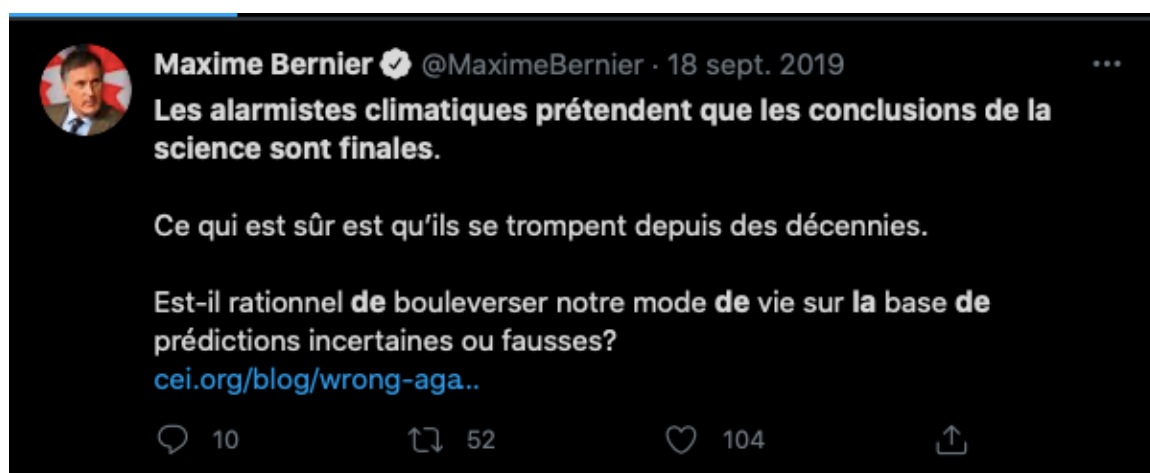 Maxime Bernier @MaximeBernier · 18 sept. 2019
Les alarmistes climatiques prétendent que les conclusions de la
science sont finales.
Ce qui est sûr est qu'ils se trompent depuis des décennies.
Est-il rationnel de bouleverser notre mode de vie sur la base de
prédictions incertaines ou fausses?
cei.org/blog/wrong-aga...
10 52 104